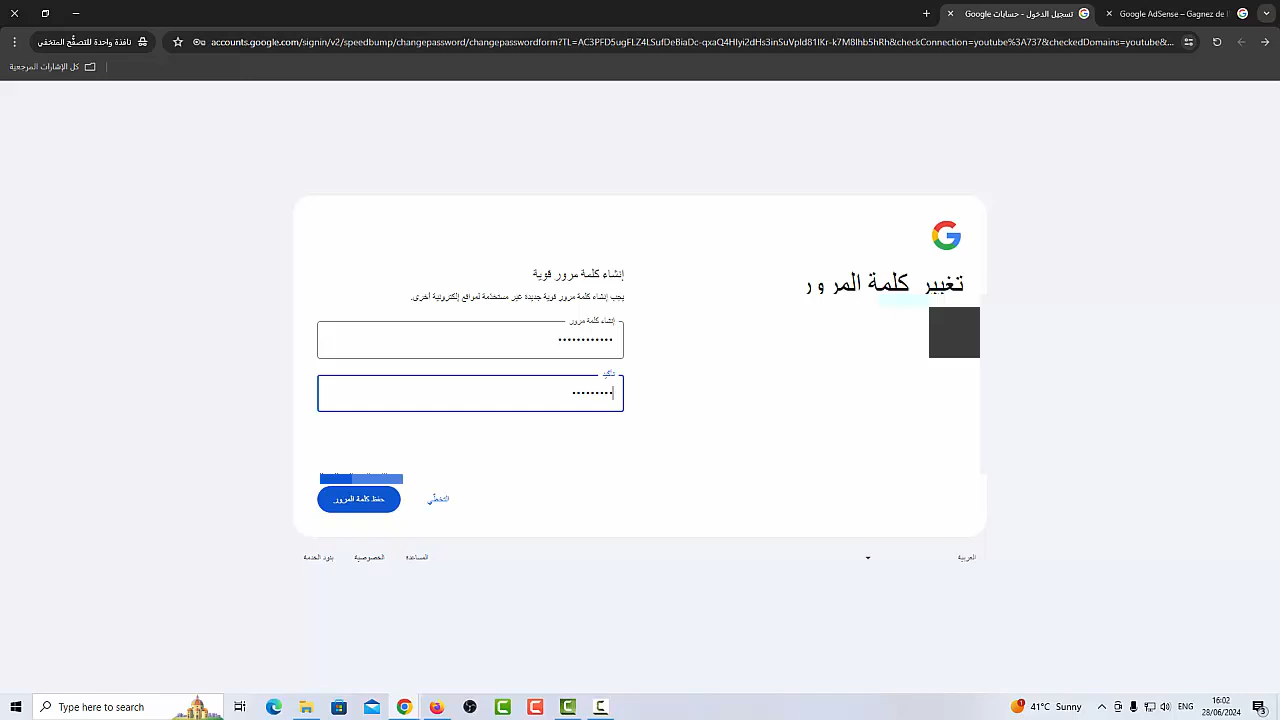 تسجيل الدخول - حسابات Google
Google AdSense – Gagnez de l
نافذة واحدة للتصفُّح المتخفي
accounts.google.com/signin/v2/speedbump/changepassword/changepasswordform?TL=AC3PFD5ugFLZ4LSufDeBiaDc-qxaQ4Hlyi2dHs3inSuVpld81lKr-k7M8lhb5hRh&checkConnection=youtube%3A737&checkedDomains=youtube&...
كل الإشارات المرجعية
تغيير كلمة المرور
إنشاء كلمة مرور قوية
يجب إنشاء كلمة مرور قوية جديدة غير مستخدَمة لمواقع إلكترونية أخرى.
إنشاء كلمة مرور
••••••••••••
تأكيد
•••••••••
حفظ كلمة المرور
التخطّي
العربية
المساعدة
الخصوصية
بنود الخدمة
Type here to search
41°C Sunny
ENG
16:02
28/06/2024